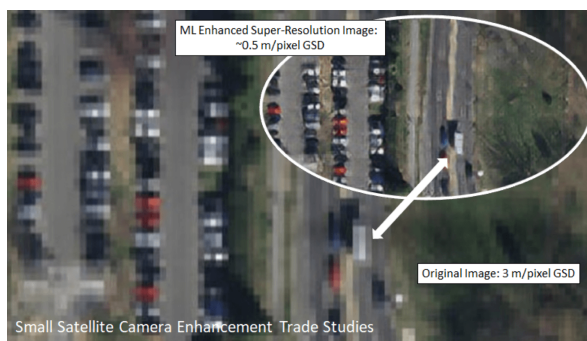 ML Enhanced Super-Resolution Image:
~0.5 m/pixel GSD
Original Image: 3 m/pixel GSD
Small Satellite Camera Enhancement Trade Studies